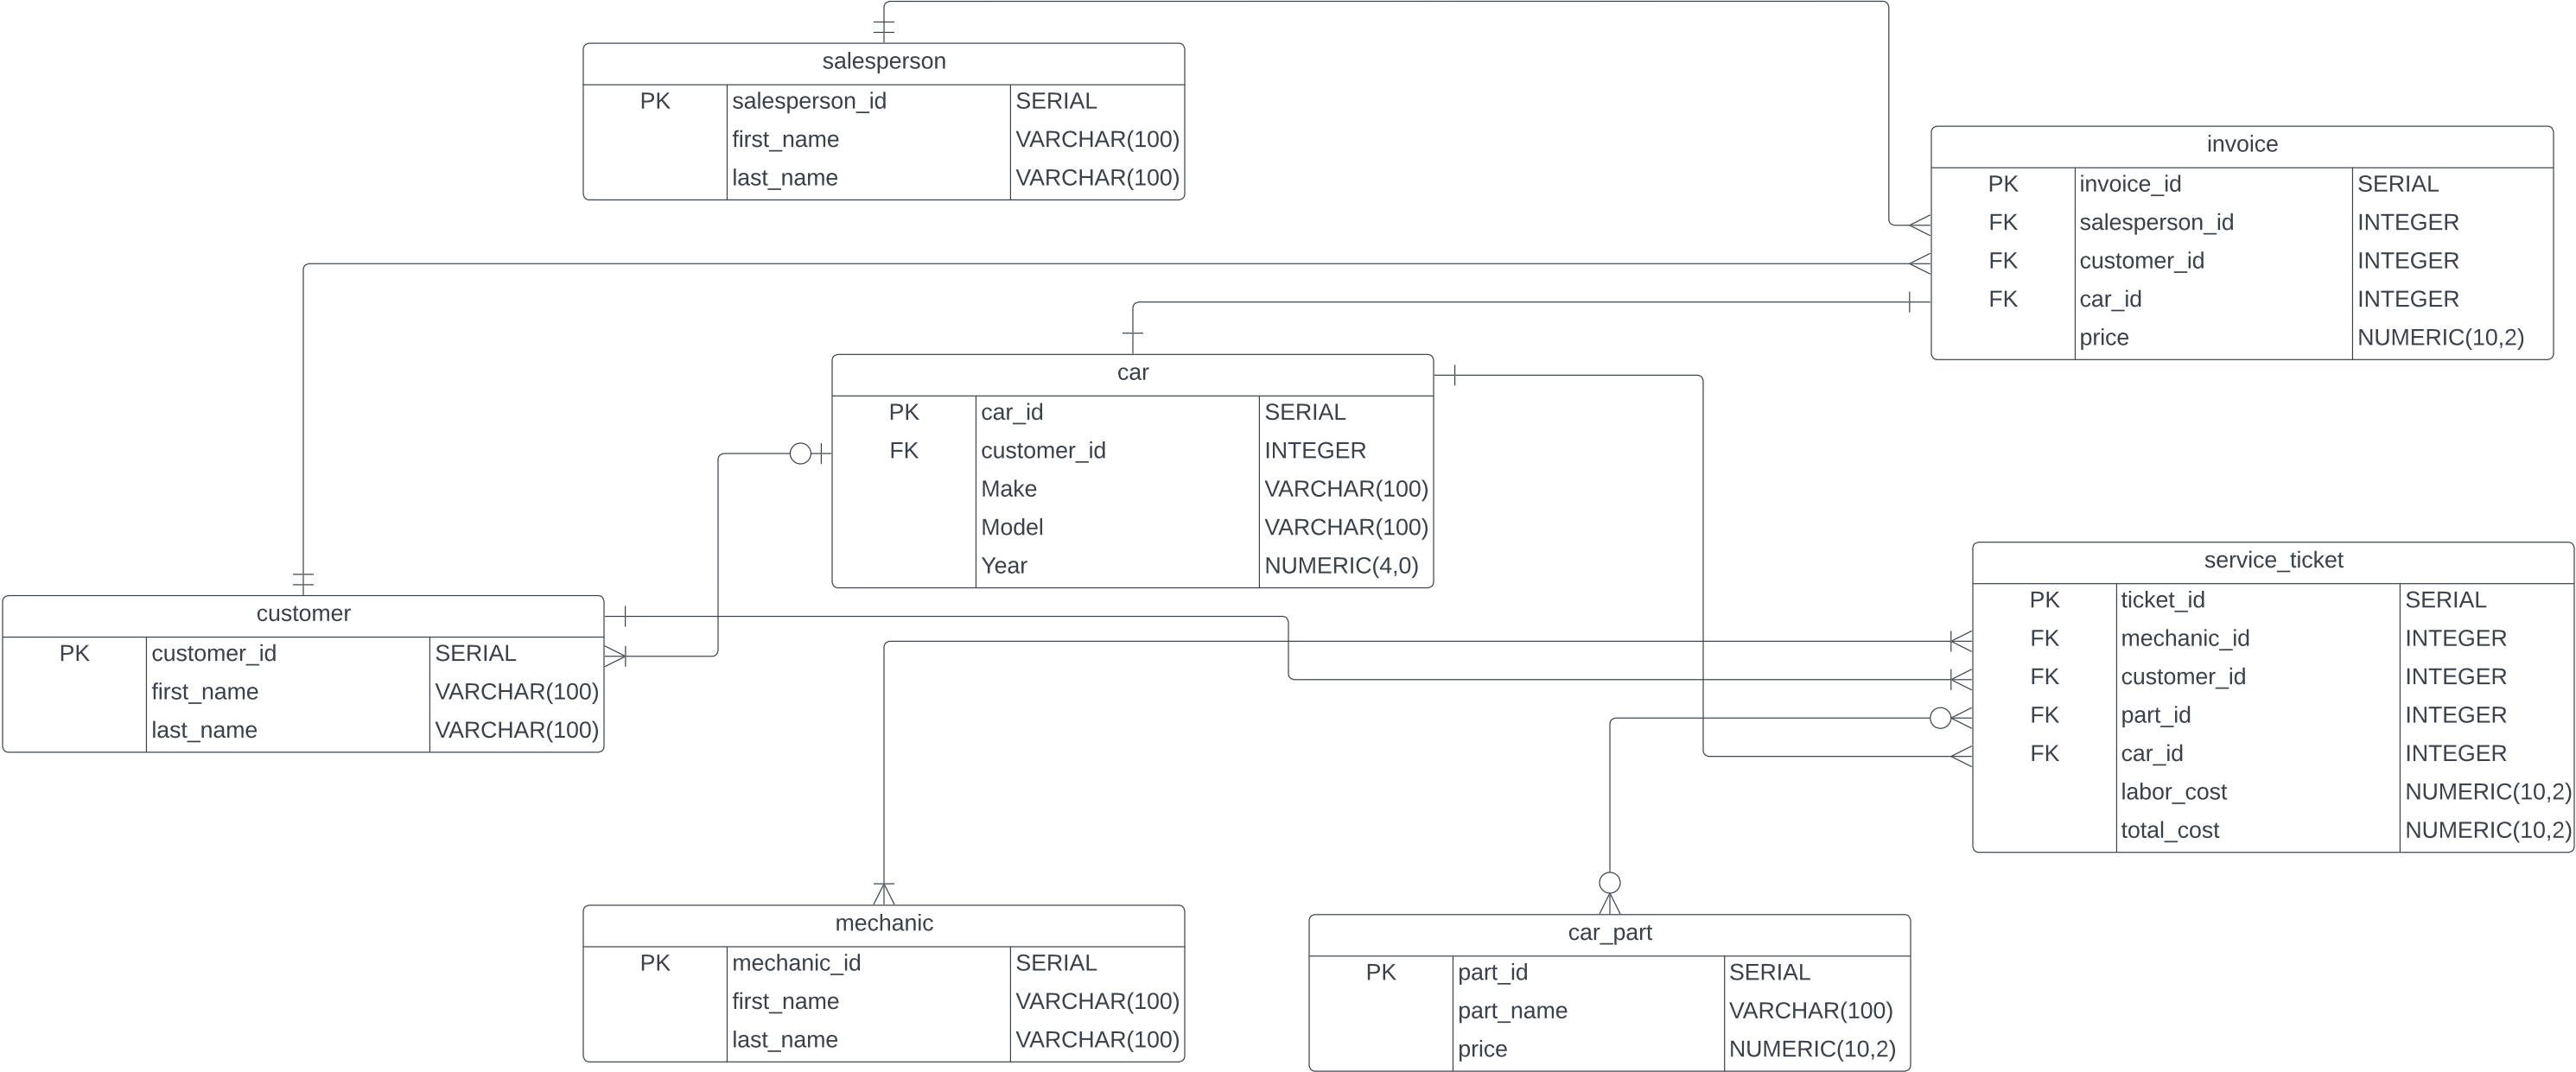 salesperson
PK salesperson_id SERIAL
first_name VARCHAR(100)
last_name VARCHAR(100)
invoice
PK invoice_id SERIAL
FK salesperson_id INTEGER
FK customer_id INTEGER
FK car_id INTEGER
price NUMERIC(10,2)
car
PK car_id SERIAL
FK customer_id INTEGER
Make VARCHAR(100)
Model VARCHAR(100)
Year NUMERIC(4,0)
customer
PK customer_id SERIAL
first_name VARCHAR(100)
last_name VARCHAR(100)
service_ticket
PK ticket_id SERIAL
FK mechanic_id INTEGER
FK customer_id INTEGER
FK part_id INTEGER
FK car_id INTEGER
labor_cost NUMERIC(10,2)
total_cost NUMERIC(10,2)
mechanic
PK mechanic_id SERIAL
first_name VARCHAR(100)
last_name VARCHAR(100)
car_part
PK part_id SERIAL
part_name VARCHAR(100)
price NUMERIC(10,2)